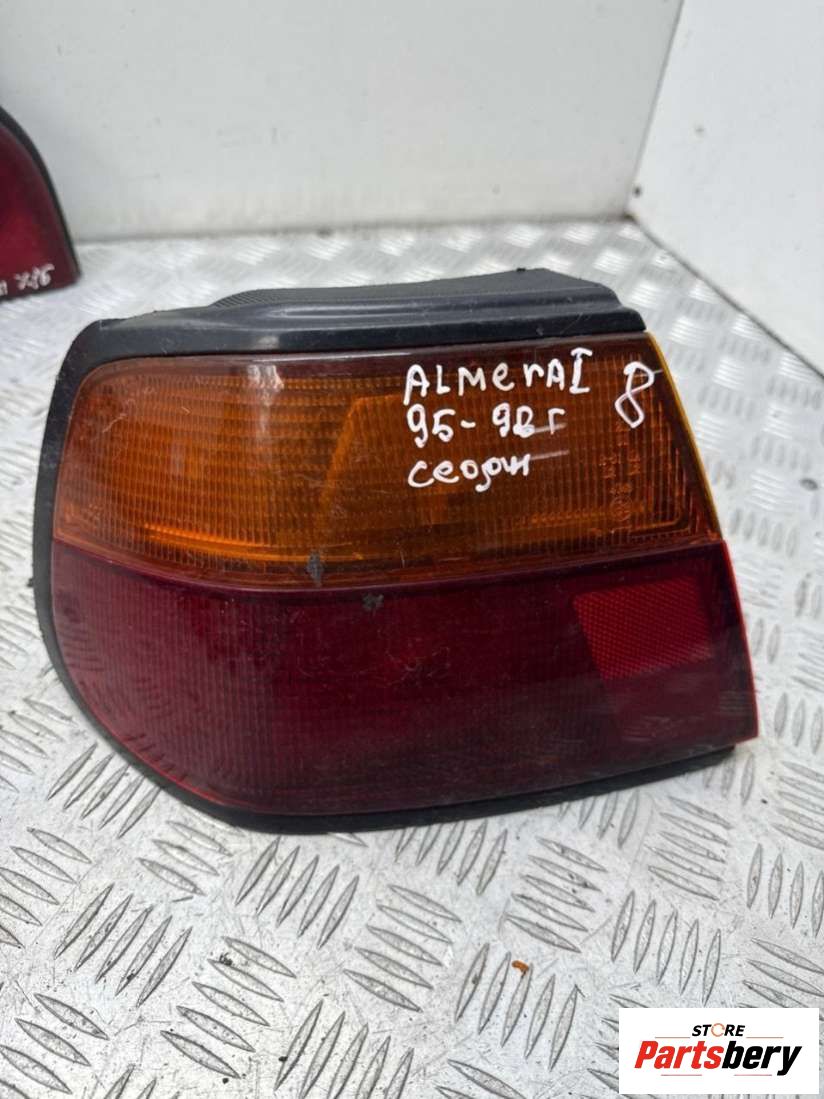 ALMErA I 8
95-98г
седан
STORE
Partsbery